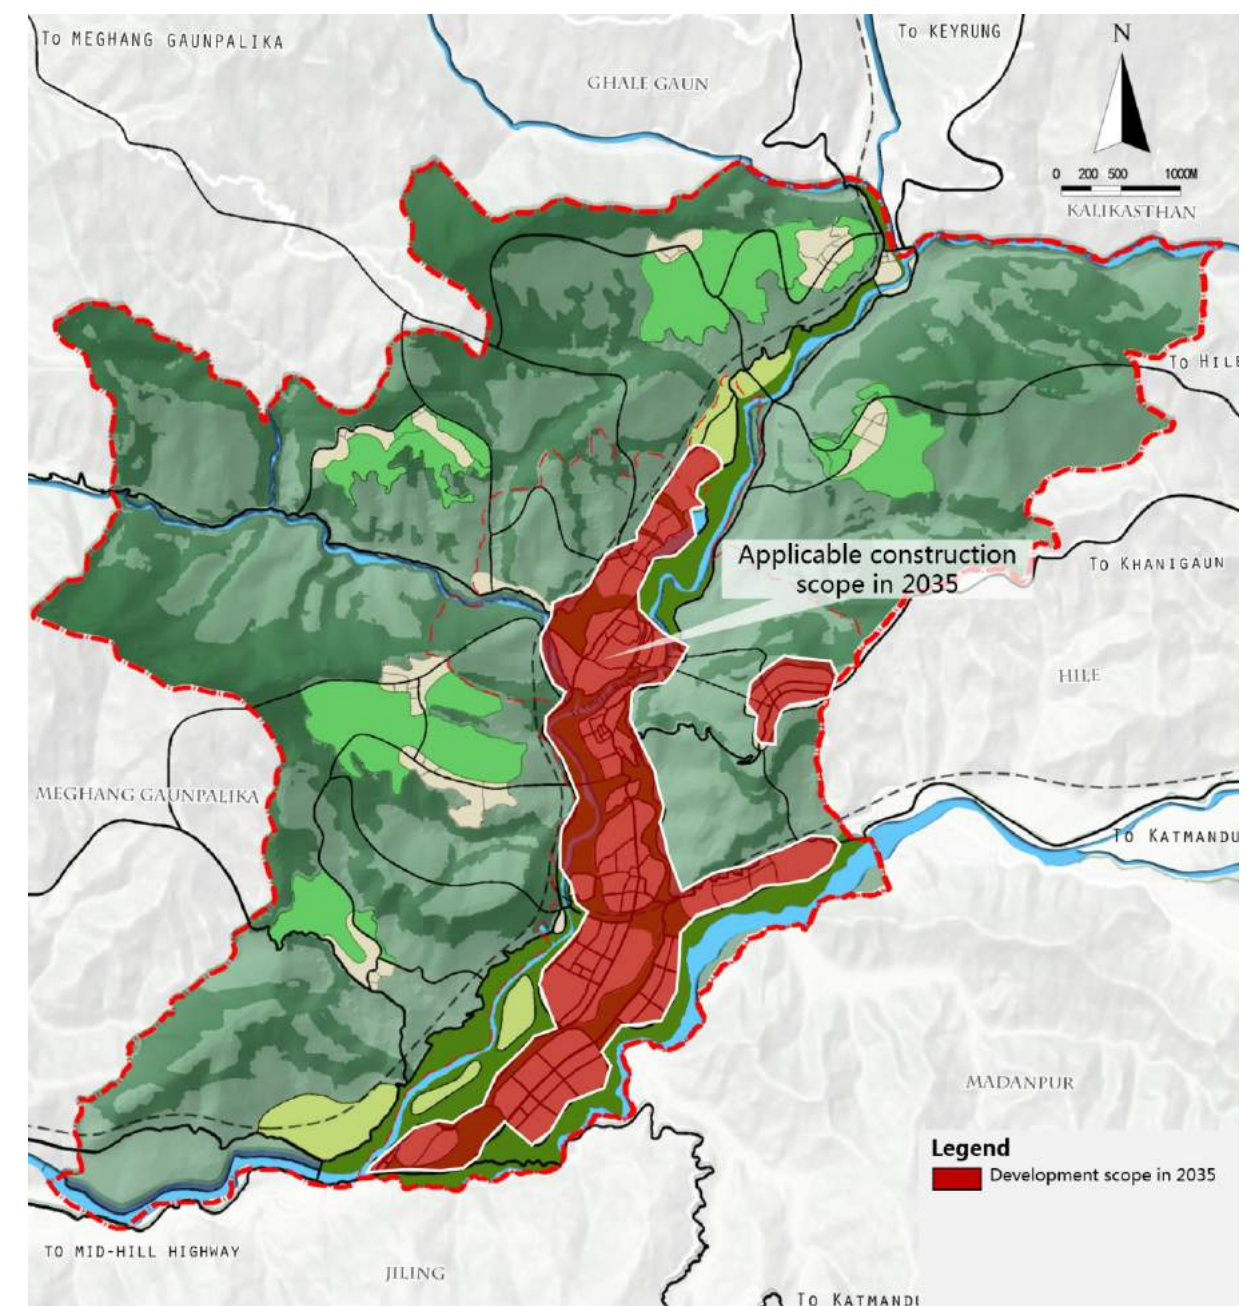 To MEGHANG GAUNPALIKA
To KEYRUNG
N
GHALE GAUN
0 200 500 1000M
KALIKASTHAN
To HILE
Applicable construction
scope in 2035
To KHANIGAUN
HILE
MEGHANG GAUNPALIKA
To KATMANDU
MADANPUR
Legend
Development scope in 2035
TO MID-HILL HIGHWAY
JILING
To KATMANDU